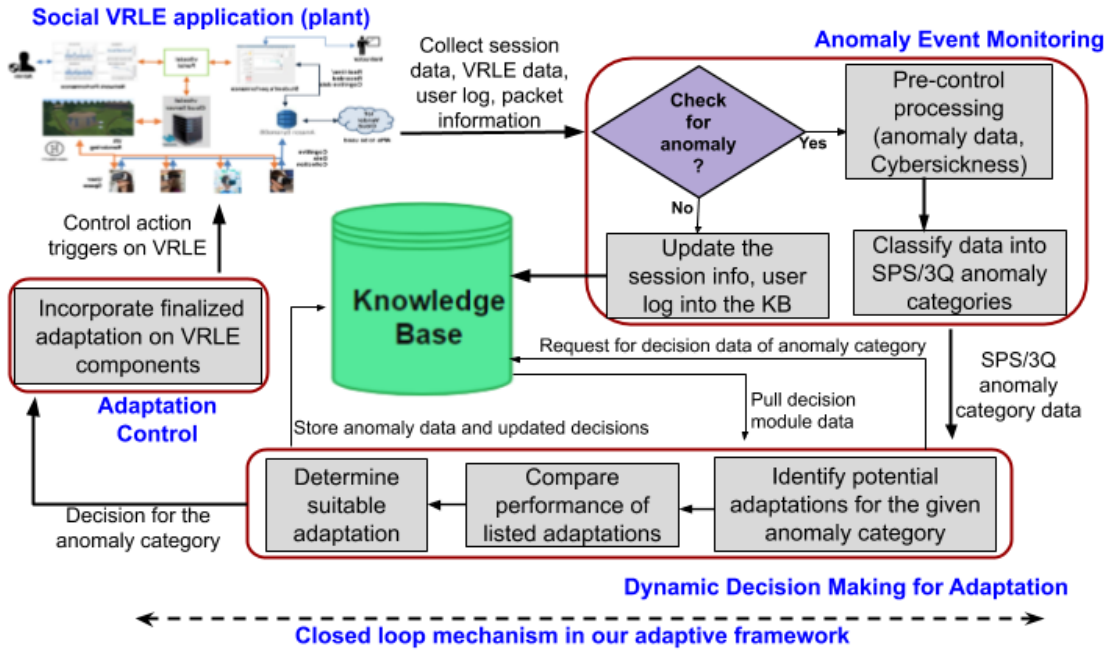 Social VRLE application (plant)
Collect session
data, VRLE data,
user log, packet
information
Anomaly Event Monitoring
Check
for
anomaly
?
Yes
No
Pre-control
processing
(anomaly data,
Cybersickness)
Update the
session info, user
log into the KB
Classify data into
SPS/3Q anomaly
categories
Control action
triggers on VRLE
Knowledge
Base
Incorporate finalized
adaptation on VRLE
components
Adaptation
Control
Request for decision data of anomaly category
SPS/3Q
anomaly
category data
Pull decision
module data
Store anomaly data and updated decisions
Determine
suitable
adaptation
Compare
performance of
listed adaptations
Identify potential
adaptations for the given
anomaly category
Decision for the
anomaly category
Dynamic Decision Making for Adaptation
Closed loop mechanism in our adaptive framework